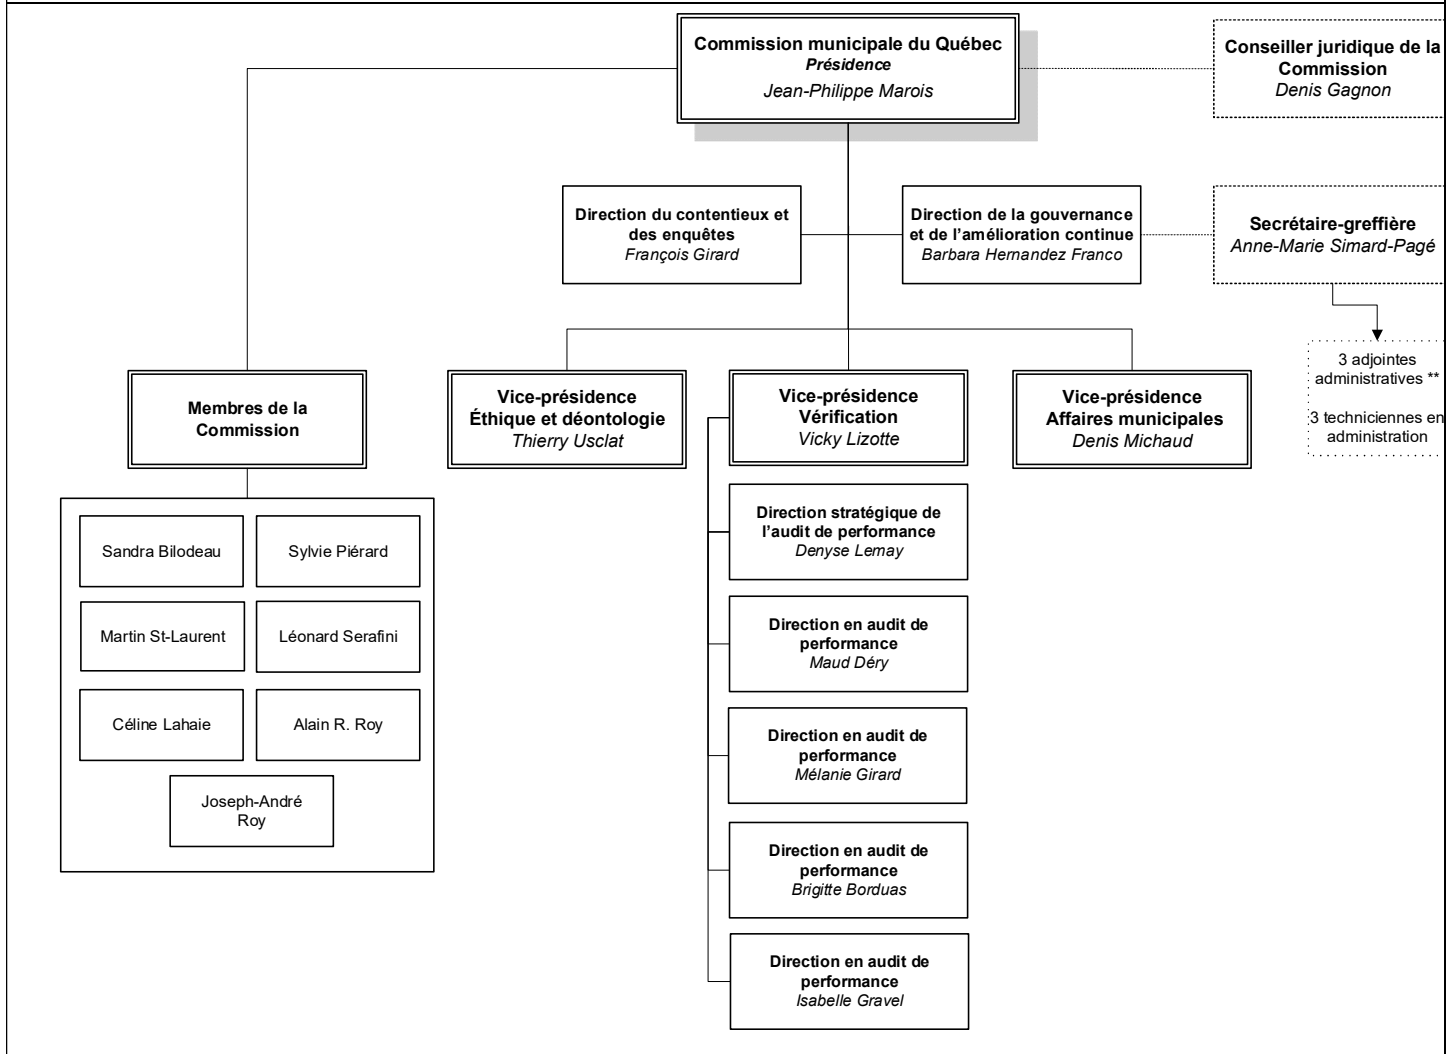 Commission municipale du Québec
Présidence
Jean-Philippe Marois
Conseiller juridique de la
Commission
Denis Gagnon
Direction du contentieux et
des enquêtes
François Girard
Direction de la gouvernance
et de l'amélioration continue
Barbara Hernandez Franco
Secrétaire-greffière
Anne-Marie Simard-Pagé
3 adjointes
administratives **
3 techniciennes en
administration
Membres de la
Commission
Vice-présidence
Éthique et déontologie
Thierry Usclat
Vice-présidence
Vérification
Vicky Lizotte
Vice-présidence
Affaires municipales
Denis Michaud
Sandra Bilodeau
Sylvie Piérard
Martin St-Laurent
Léonard Serafini
Céline Lahaie
Alain R. Roy
Joseph-André
Roy
Direction stratégique de
l'audit de performance
Denyse Lemay
Direction en audit de
performance
Maud Déry
Direction en audit de
performance
Mélanie Girard
Direction en audit de
performance
Brigitte Borduas
Direction en audit de
performance
Isabelle Gravel